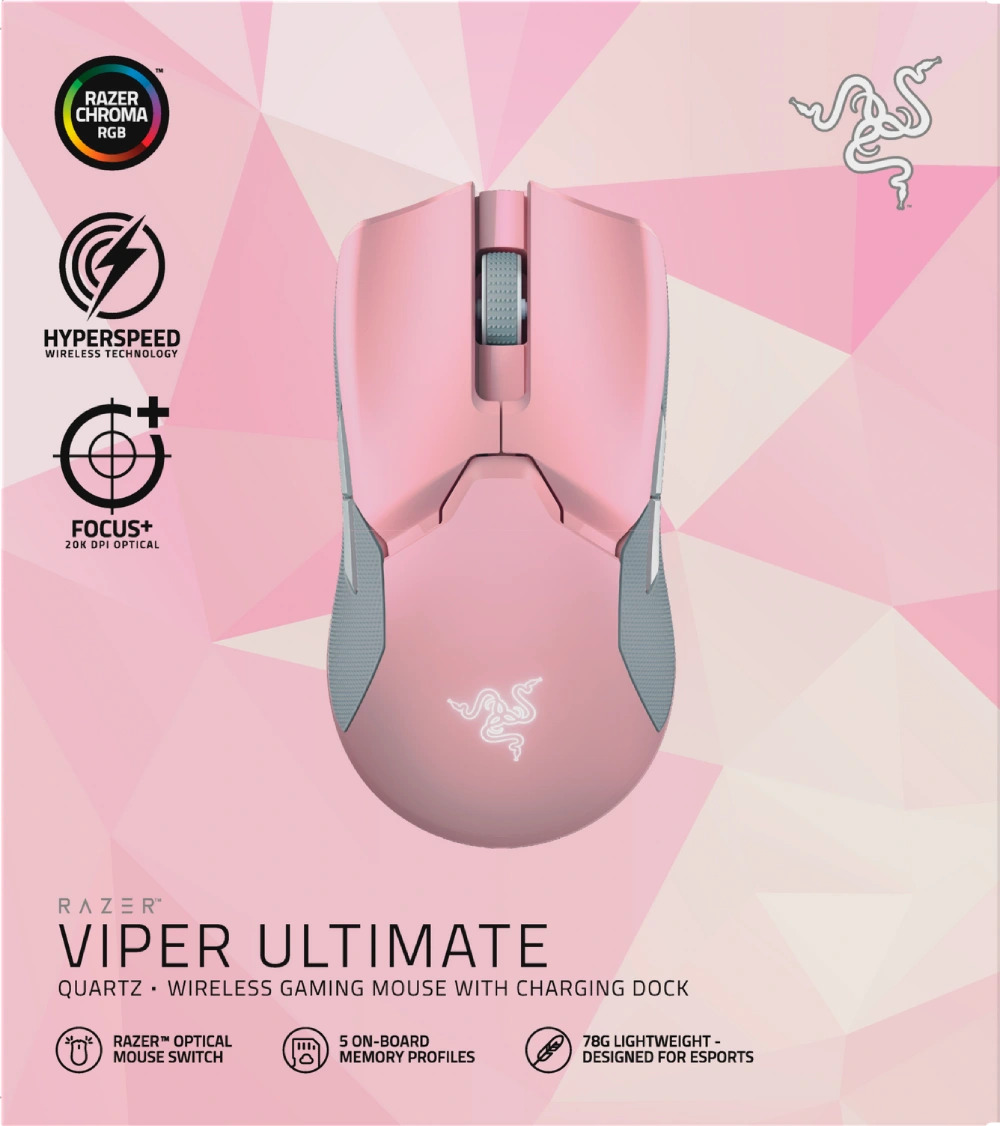 RAZER
CHROMA
RGB
™
HYPERSPEED
WIRELESS TECHNOLOGY
FOCUS+
20K DPI OPTICAL
RAZER™
VIPER ULTIMATE
QUARTZ • WIRELESS GAMING MOUSE WITH CHARGING DOCK
RAZER™ OPTICAL
MOUSE SWITCH
5 ON-BOARD
MEMORY PROFILES
78G LIGHTWEIGHT -
DESIGNED FOR ESPORTS